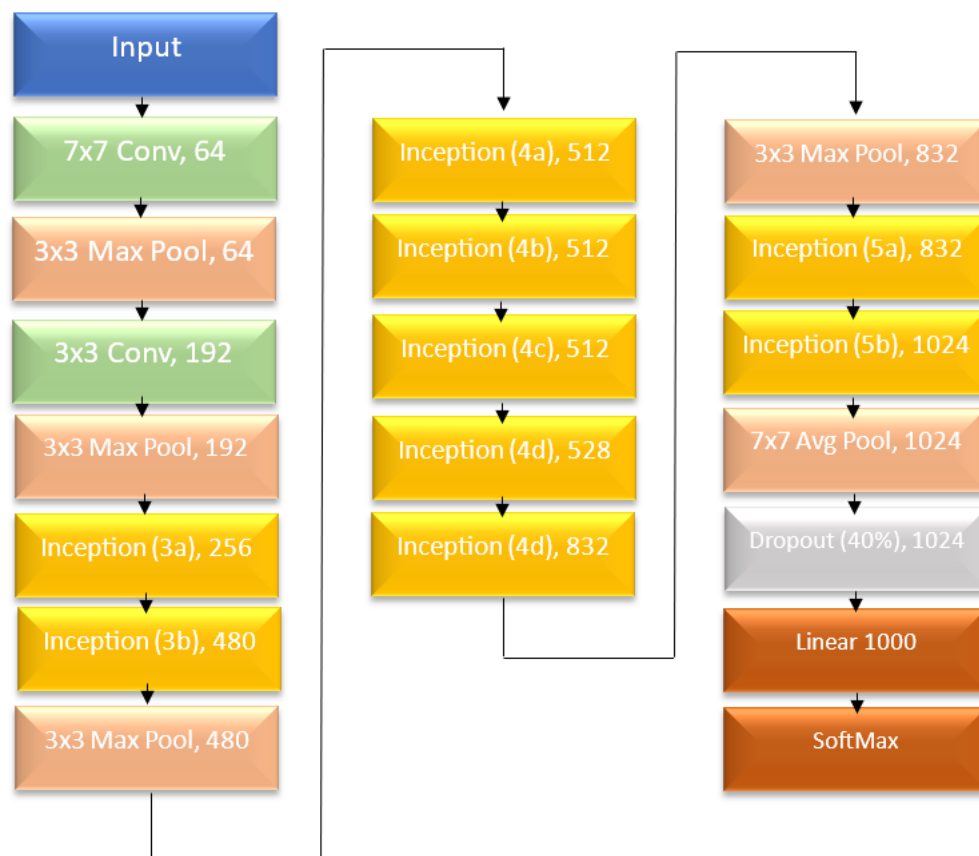 Input
7x7 Conv, 64
3x3 Max Pool, 64
3x3 Conv, 192
3x3 Max Pool, 192
Inception (3a), 256
Inception (3b), 480
3x3 Max Pool, 480
Inception (4a), 512
Inception (4b), 512
Inception (4c), 512
Inception (4d), 528
Inception (4d), 832
3x3 Max Pool, 832
Inception (5a), 832
Inception (5b), 1024
7x7 Avg Pool, 1024
Dropout (40%), 1024
Linear 1000
SoftMax